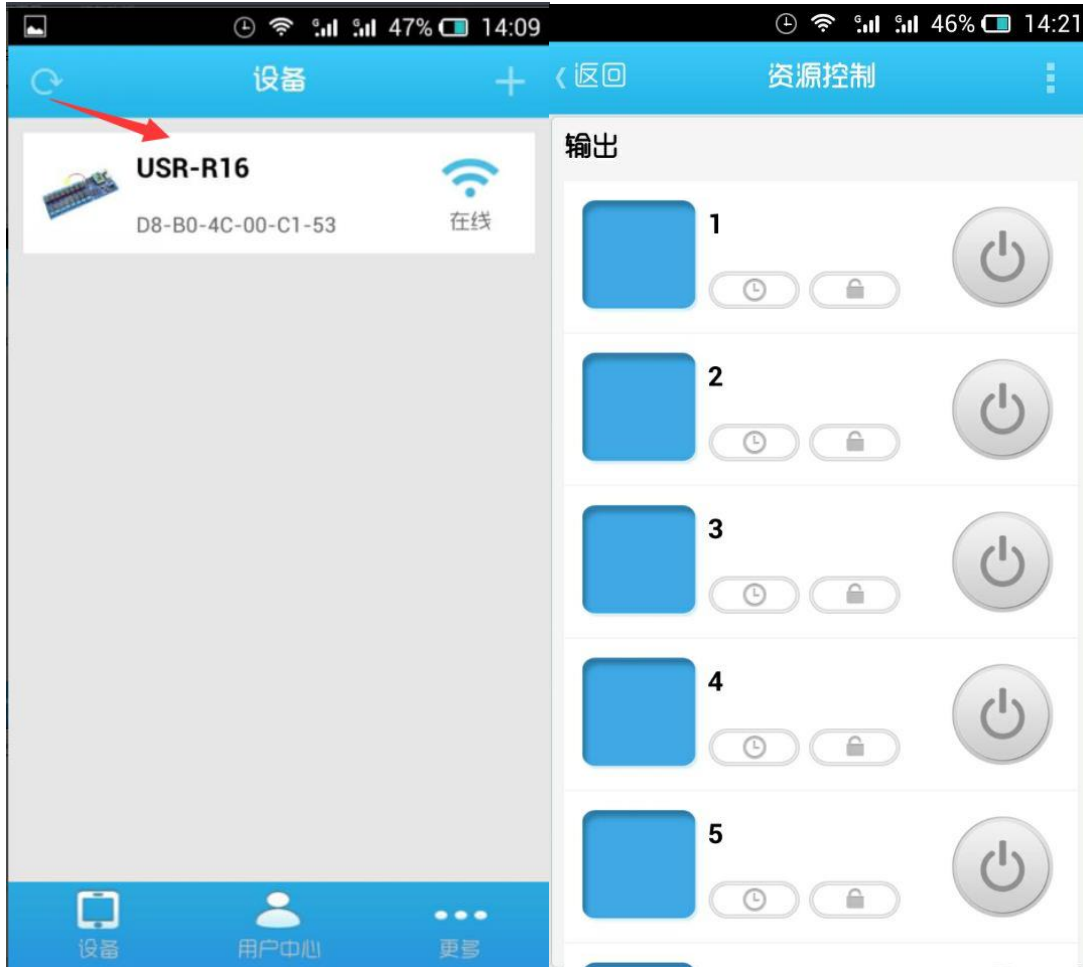 47% 14:09
设备
USR-R16
D8-B0-4C-00-C1-53
在线
设备 用户中心 更多
46% 14:21
返回 资源控制
输出
1
2
3
4
5